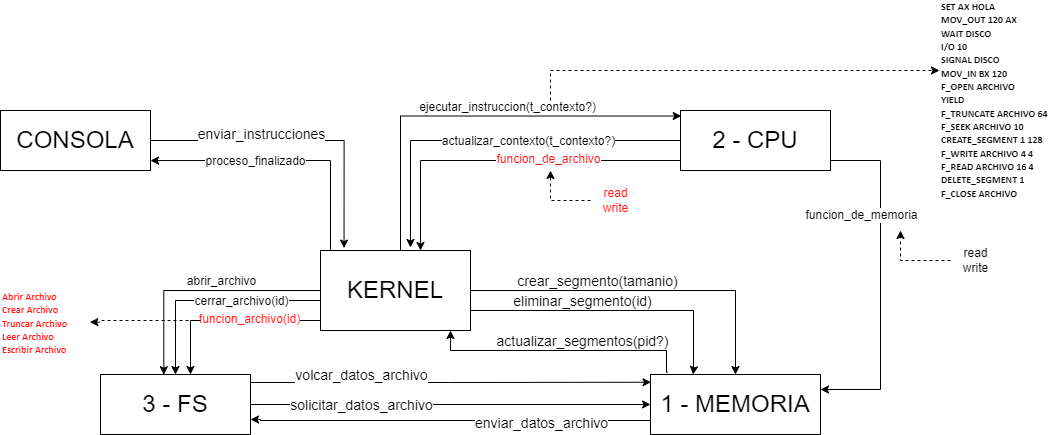 SET AX HOLA
MOV_OUT 120 AX
WAIT DISCO
I/O 10
SIGNAL DISCO
MOV_IN BX 120
F_OPEN ARCHIVO
YIELD
F_TRUNCATE ARCHIVO 64
F_SEEK ARCHIVO 10
CREATE_SEGMENT 1 128
F_WRITE ARCHIVO 4 4
F_READ ARCHIVO 16 4
DELETE_SEGMENT 1
F_CLOSE ARCHIVO
ejecutar_instruccion(t_contexto?)
CONSOLA
enviar_instrucciones
proceso_finalizado
actualizar_contexto(t_contexto?)
funcion_de_archivo
2 - CPU
read
write
funcion_de_memoria
read
write
KERNEL
abrir_archivo
cerrar_archivo(id)
funcion_archivo(id)
crear_segmento(tamanio)
eliminar_segmento(id)
actualizar_segmentos(pid?)
Abrir Archivo
Crear Archivo
Truncar Archivo
Leer Archivo
Escribir Archivo
3 - FS
volcar_datos_archivo
solicitar_datos_archivo
enviar_datos_archivo
1 - MEMORIA